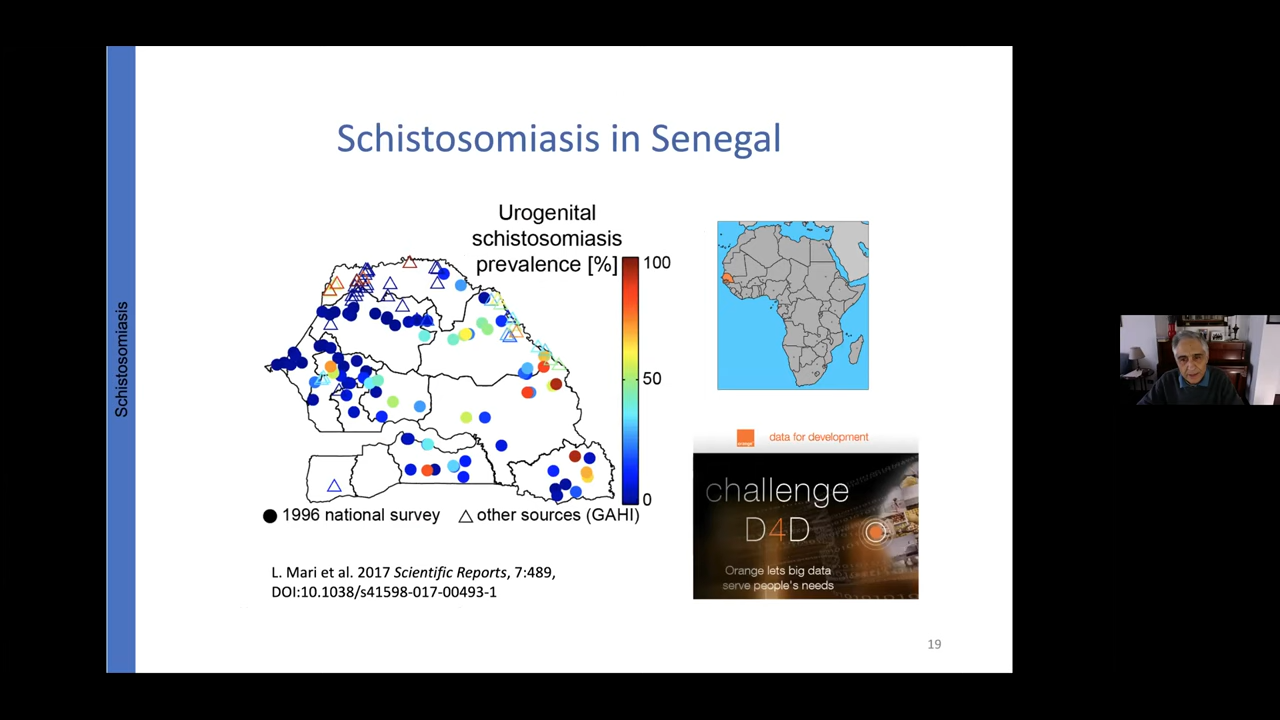 Schistosomiasis
Schistosomiasis in Senegal
Urogenital
schistosomiasis
prevalence [%]
100
50
0
1996 national survey
other sources (GAHI)
L. Mari et al. 2017 Scientific Reports, 7:489,
DOI:10.1038/s41598-017-00493-1
data for development
challenge
D4D
Orange lets big data
serve people's needs
19